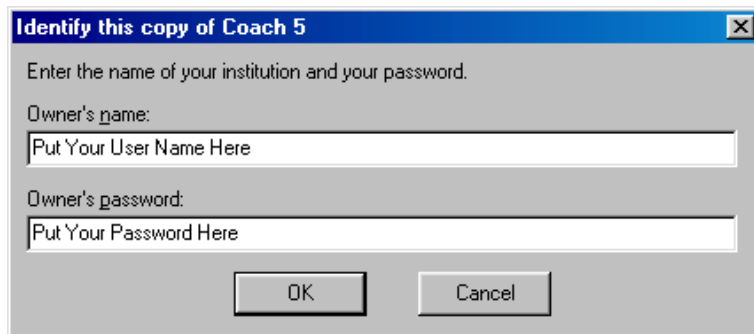 Identify this copy of Coach 5
Enter the name of your institution and your password.
Owner's name:
Put Your User Name Here
Owner's password:
Put Your Password Here
OK Cancel